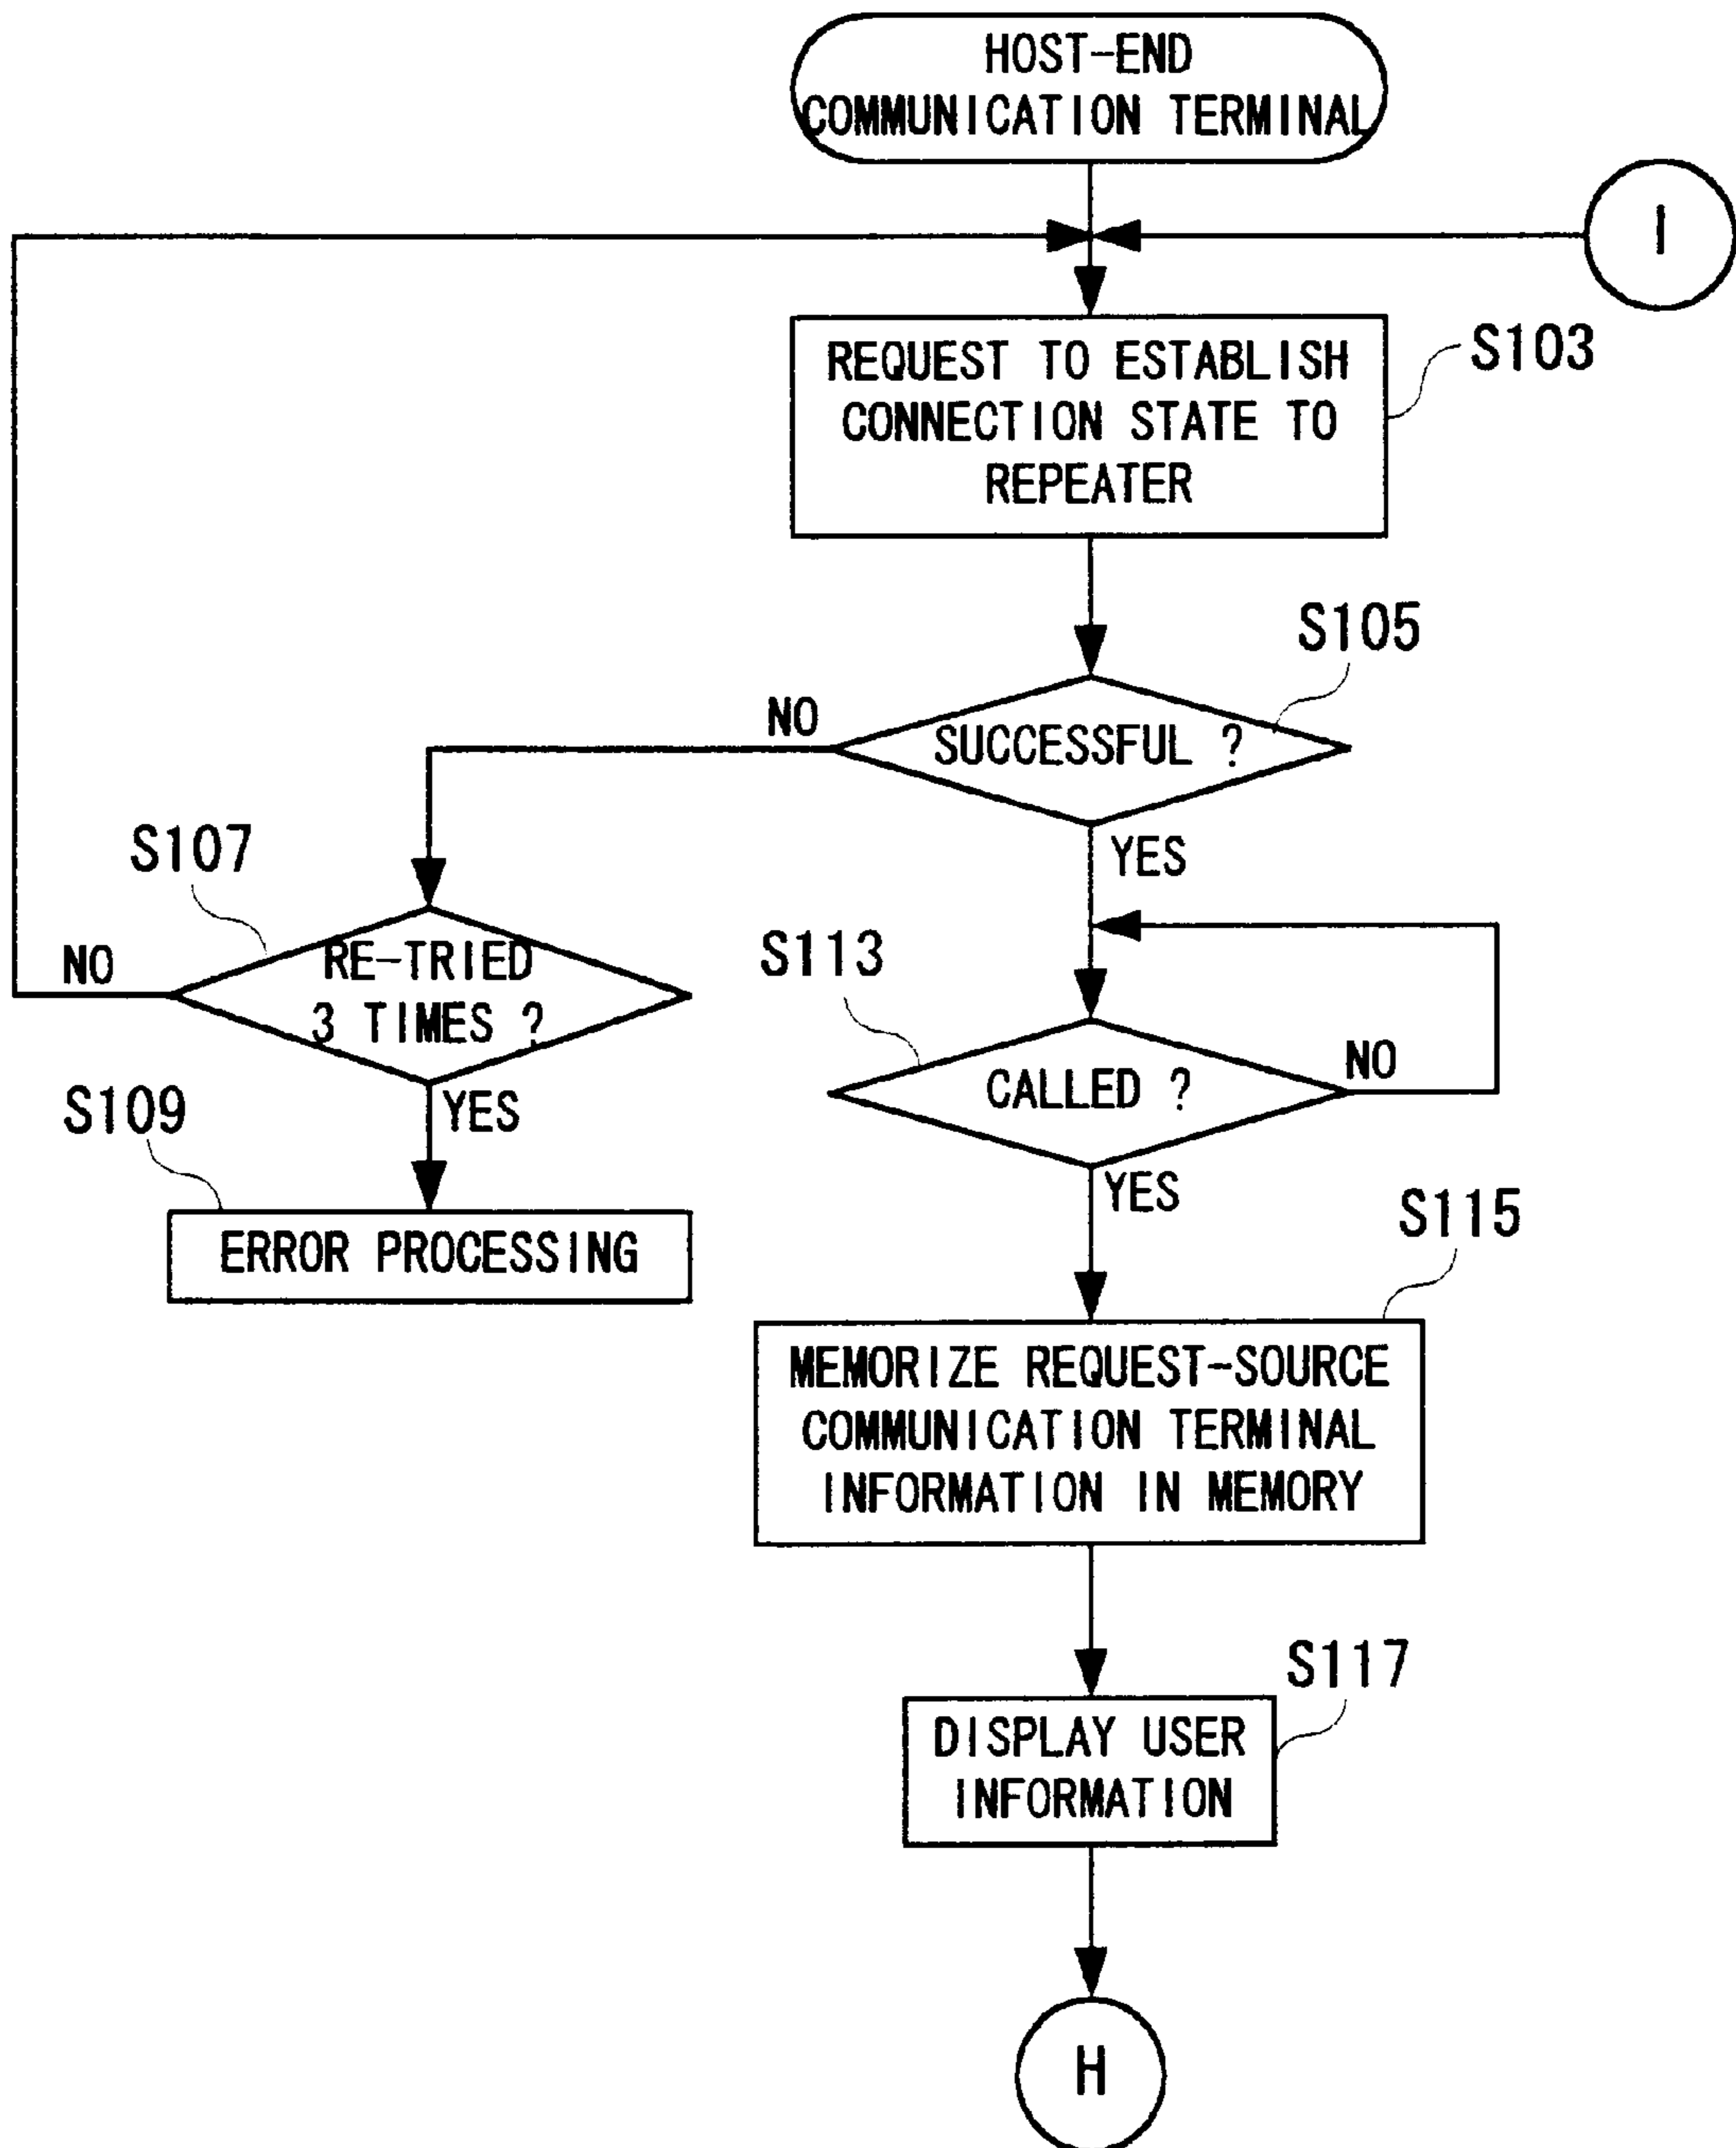 HOST-END
COMMUNICATION TERMINAL
I
REQUEST TO ESTABLISH
CONNECTION STATE TO
REPEATER
S103
S105
NO
SUCCESSFUL ?
YES
S107
NO
RE-TRIED
3 TIMES ?
YES
S113
CALLED ?
NO
YES
S109
ERROR PROCESSING
S115
MEMORIZE REQUEST-SOURCE
COMMUNICATION TERMINAL
INFORMATION IN MEMORY
S117
DISPLAY USER
INFORMATION
H